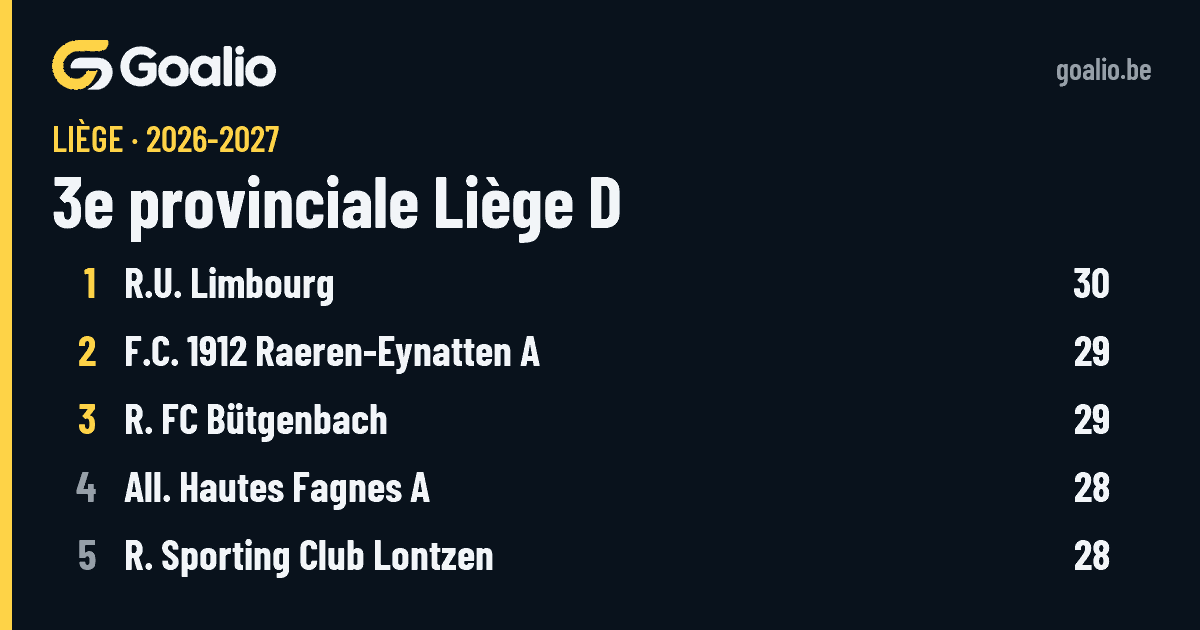 Goalio
goalio.be
LIÈGE · 2026-2027
3e provinciale Liège D
1 R.U. Limbourg 30
2 F.C. 1912 Raeren-Eynatten A 29
3 R. FC Bütgenbach 29
4 All. Hautes Fagnes A 28
5 R. Sporting Club Lontzen 28